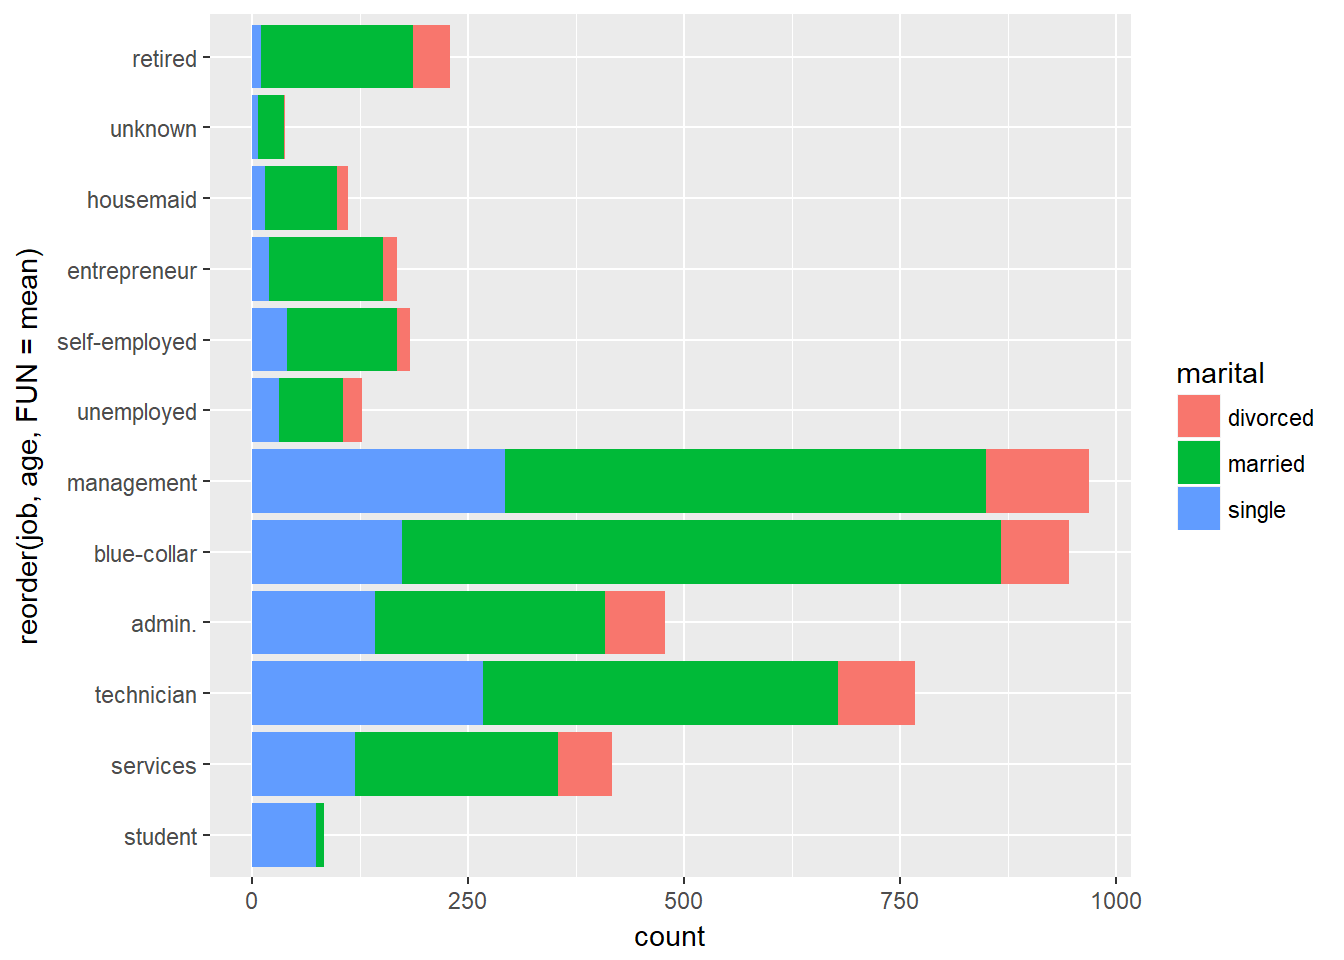 reorder(job, age, FUN = mean)
retired
unknown
housemaid
entrepreneur
self-employed
unemployed
management
blue-collar
admin.
technician
services
student
0 250 500 750 1000
count
marital
divorced
married
single